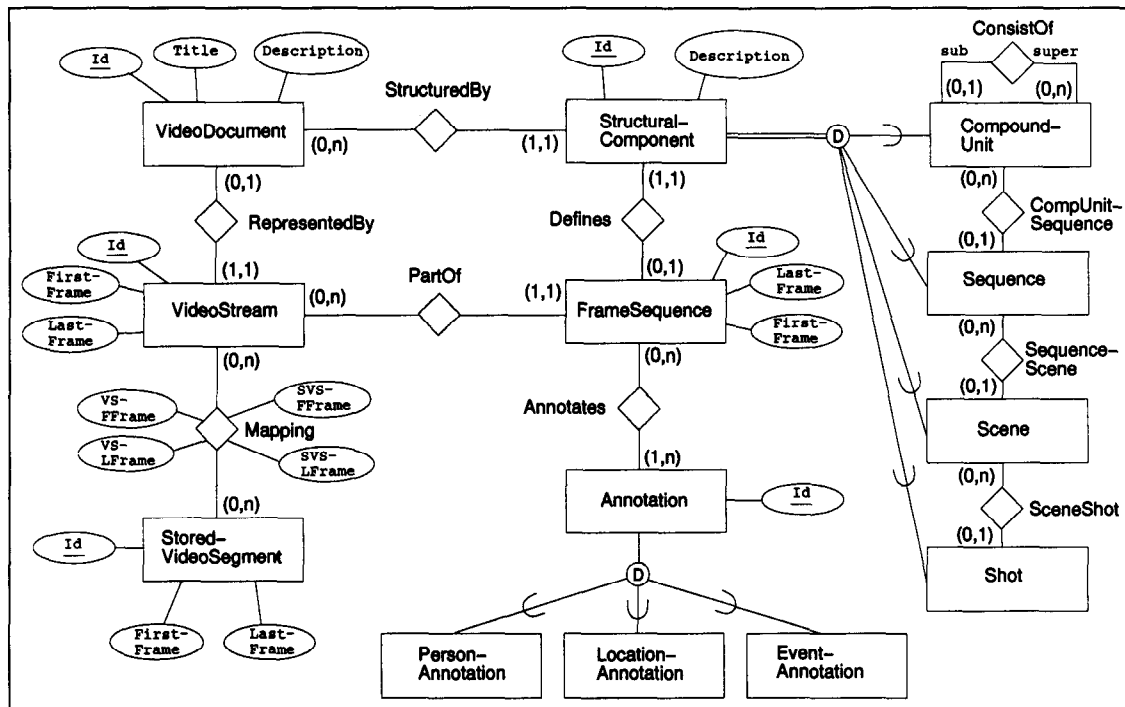 ConsistOf
sub
super
Id
Title
Description
Id
Description
StructuredBy
(0,1)
(0,n)
VideoDocument
(0,n)
(1,1)
Structural-
Component
D
Compound-
Unit
(0,1)
(1,1)
(0,n)
RepresentedBy
Defines
CompUnit-
Sequence
Id
Id
(1,1)
(0,1)
(0,1)
First-
Frame
PartOf
Last-
Frame
VideoStream
(0,n)
(1,1)
FrameSequence
Sequence
Last-
Frame
First-
Frame
(0,n)
(0,n)
(0,n)
Sequence-
Scene
VS-
FFrame
SVS-
FFrame
Annotates
(0,1)
Mapping
VS-
LFrame
SVS-
LFrame
Scene
(1,n)
(0,n)
(0,n)
Annotation
Id
SceneShot
Id
Stored-
VideoSegment
(0,1)
D
Shot
First-
Frame
Last-
Frame
Person-
Annotation
Location-
Annotation
Event-
Annotation